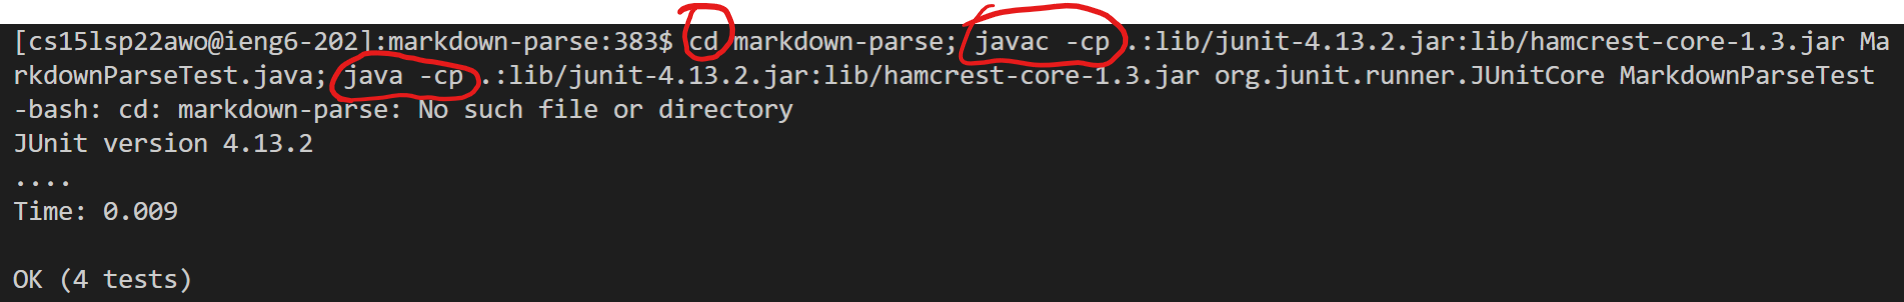 [cs15lsp22awo@ieng6-202]:markdown-parse:383$ cd markdown-parse; javac -cp .:lib/junit-4.13.2.jar:lib/hamcrest-core-1.3.jar Ma
rkdownParseTest.java; java -cp .:lib/junit-4.13.2.jar:lib/hamcrest-core-1.3.jar org.junit.runner.JUnitCore MarkdownParseTest
-bash: cd: markdown-parse: No such file or directory
JUnit version 4.13.2
....
Time: 0.009
OK (4 tests)